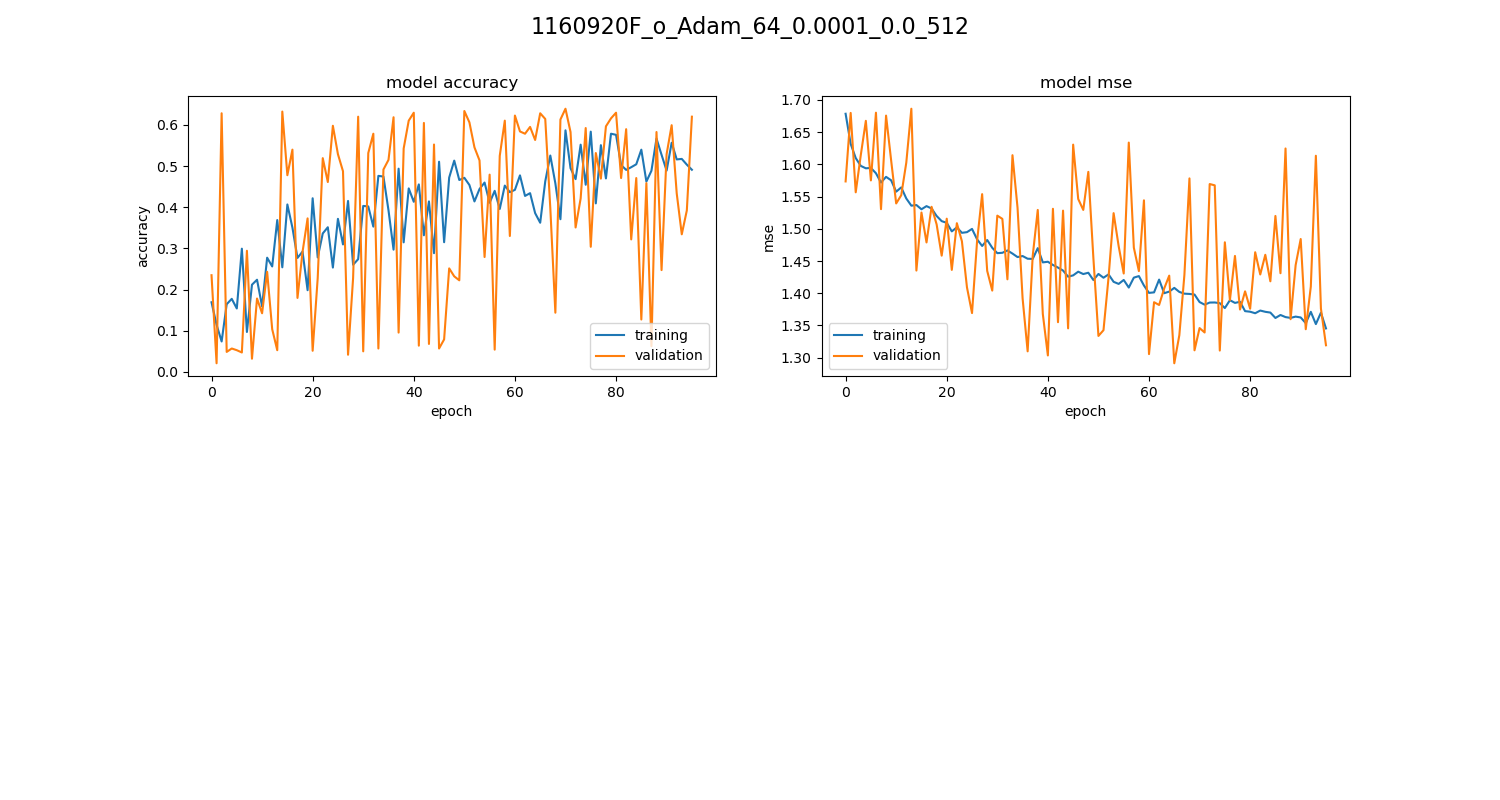 1160920F_o_Adam_64_0.0001_0.0_512
model accuracy
accuracy
0.6
0.5
0.4
0.3
0.2
0.1
0.0
training
validation
0 20 40 60 80
epoch
model mse
mse
1.70
1.65
1.60
1.55
1.50
1.45
1.40
1.35
1.30
training
validation
0 20 40 60 80
epoch